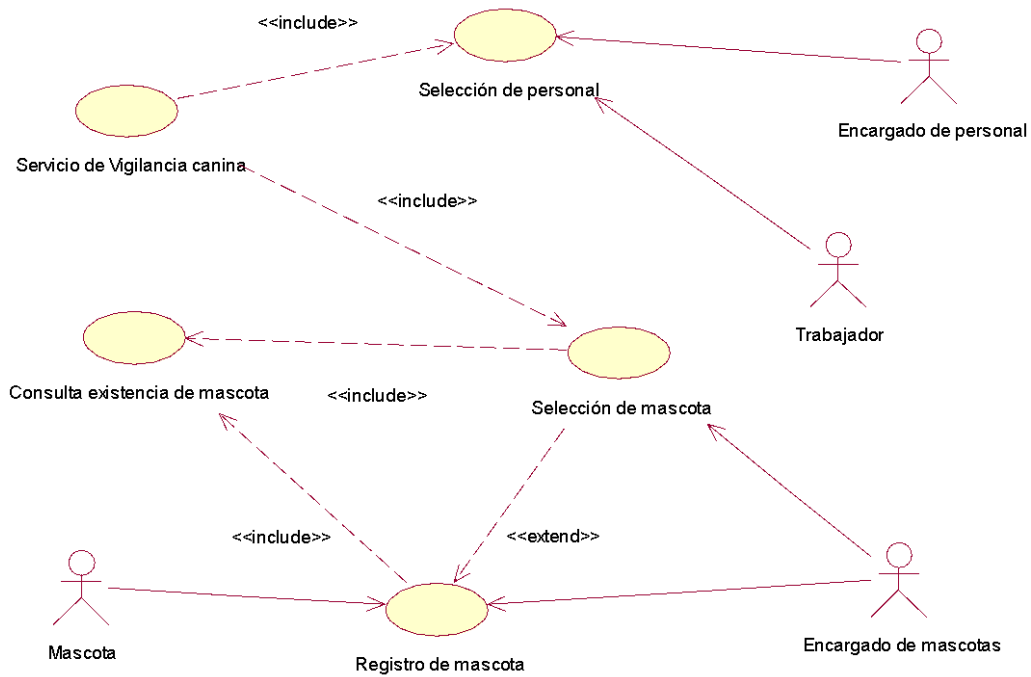 <<include>>
Selección de personal
Encargado de personal
Servicio de Vigilancia canina
<<include>>
Trabajador
Consulta existencia de mascota
<<include>>
Selección de mascota
<<include>>
<<extend>>
Mascota
Registro de mascota
Encargado de mascotas